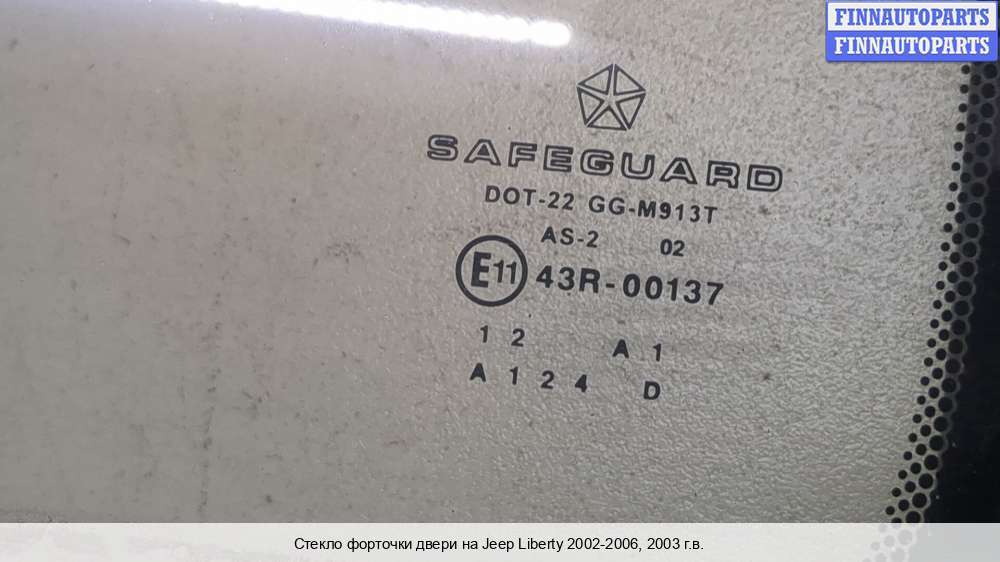 FINNAUTOPARTS
FINNAUTOPARTS
SAFEGUARD
DOT-22 GG-M913T
AS-2 02
E11 43R-00137
1 2 A 1
A 1 2 4 D
Стекло форточки двери на Jeep Liberty 2002-2006, 2003 г.в.